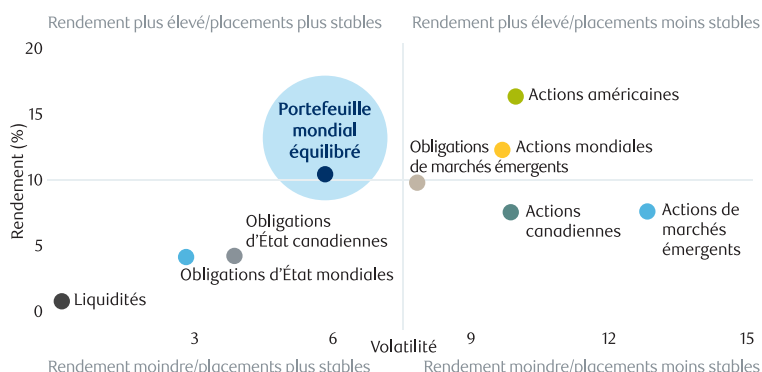 Rendement plus élevé/placements plus stables
Rendement plus élevé/placements moins stables
Rendement (%)
20
15
10
5
0
Portefeuille
mondial
équilibré
Actions américaines
Obligations
de marchés émergents
Actions mondiales
Actions
canadiennes
Actions de
marchés
émergents
Obligations
d’État canadiennes
Obligations d’État mondiales
Liquidités
3
6
9
12
15
Volatilité
Rendement moindre/placements plus stables
Rendement moindre/placements moins stables